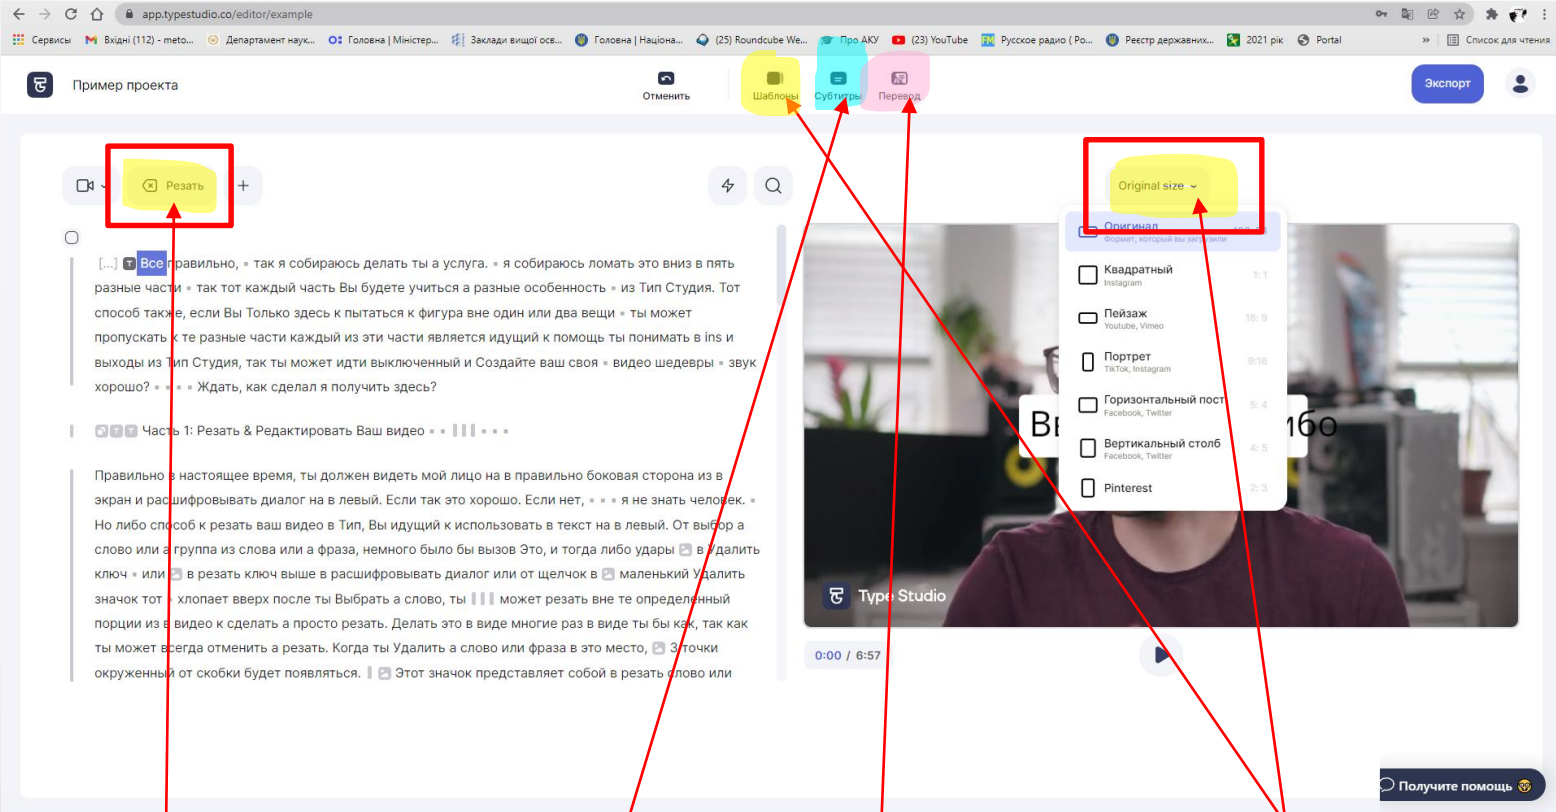 app.typestudio.co/editor/example
Сервисы
Вхідні (112) - meto...
Департамент наук...
Головна | Міністер...
Заклади вищої осв...
Головна | Націона...
(25) Roundcube We...
Про АКУ
(23) YouTube
Русское радио ( Ро...
Реєстр державних...
2021 рік
Portal
»
Список для чтения
Пример проекта
Отменить
Шаблоны
Субтитры
Перевод
Экспорт
Резать
Original size
[...] T Все правильно, так я собираюсь делать ты а услуга. я собираюсь ломать это вниз в пять
разные части так тот каждый часть Вы будете учиться а разные особенность из Тип Студия. Тот
способ также, если Вы Только здесь к пытаться к фигура вне один или два вещи ты может
пропускать к те разные части каждый из эти части является идущий к помощь ты понимать в ins и
выходы из Тип Студия, так ты может идти выключенный и Создайте ваш своя видео шедевры звук
хорошо? Ждать, как сделал я получить здесь?
T T Часть 1: Резать & Редактировать Ваш видео
Правильно в настоящее время, ты должен видеть мой лицо на в правильно боковая сторона из в
экран и расшифровывать диалог на в левый. Если так это хорошо. Если нет, я не знать человек.
Но либо способ к резать ваш видео в Тип, Вы идущий к использовать в текст на в левый. От выбор а
слово или а группа из слова или а фраза, немного было бы вызов Это, и тогда либо удары в Удалить
ключ или в резать ключ выше в расшифровывать диалог или от щелчок в маленький Удалить
значок тот хлопает вверх после ты Выбрать а слово, ты может резать вне те определенный
порции из в видео к сделать а просто резать. Делать это в виде многие раз в виде ты бы как, так как
ты может всегда отменить а резать. Когда ты Удалить а слово или фраза в это место, 3 точки
окруженный от скобки будет появляться. Этот значок представляет собой в резать слово или
Оригинал
Формат, который вы загрузили
Квадратный
1: 1
Instagram
Пейзаж
16: 9
Youtube, Vimeo
Портрет
9:16
TikTok, Instagram
Горизонтальный пост
5: 4
Facebook, Twitter
Вертикальный столб
4: 5
Facebook, Twitter
Pinterest
2: 3
Type Studio
0:00 / 6:57
Получите помощь